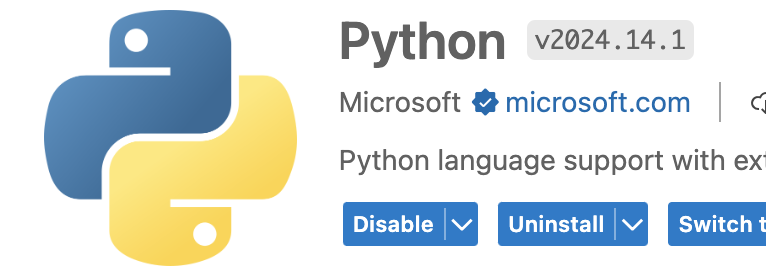 Python v2024.14.1
Microsoft microsoft.com
Python language support with ext
Disable Uninstall Switch t